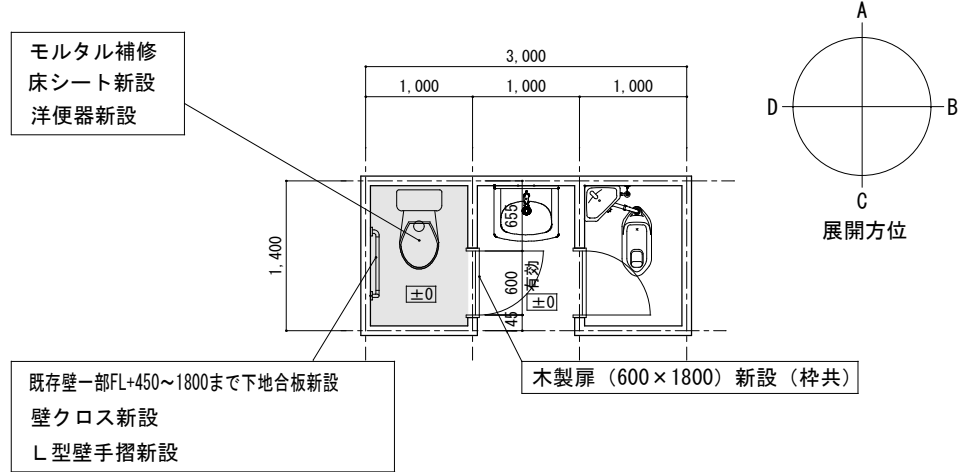 モルタル補修
床シート新設
洋便器新設
3,000
1,000
1,000
1,000
A
D
B
C
展開方位
1,400
655
600
有効
45
±0
±0
既存壁一部FL+450～1800まで下地合板新設
壁クロス新設
L型壁手摺新設
木製扉（600×1800）新設（枠共）